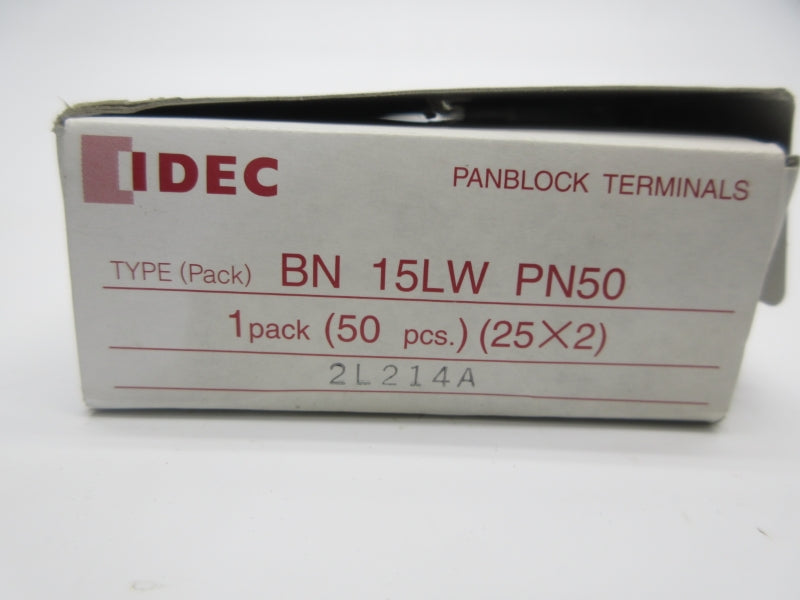 IDEC
PANBLOCK TERMINALS
TYPE (Pack) BN 15LW PN50
1pack (50 pcs.) (25×2)
2L214A